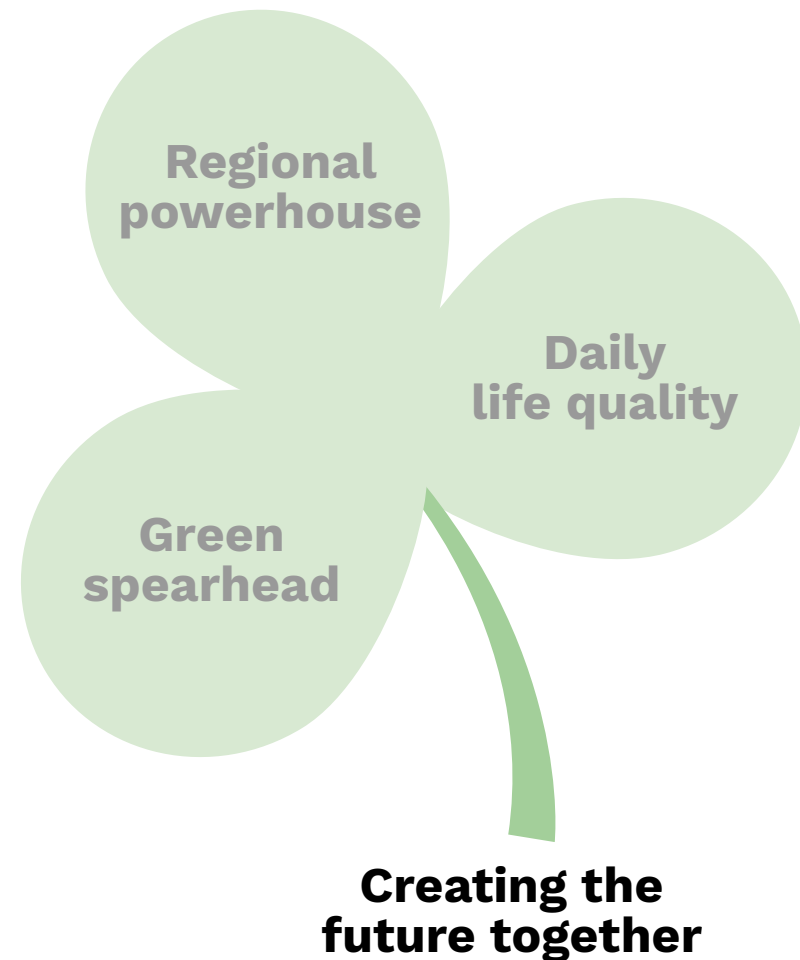 Regional
powerhouse
Daily
life quality
Green
spearhead
Creating the
future together